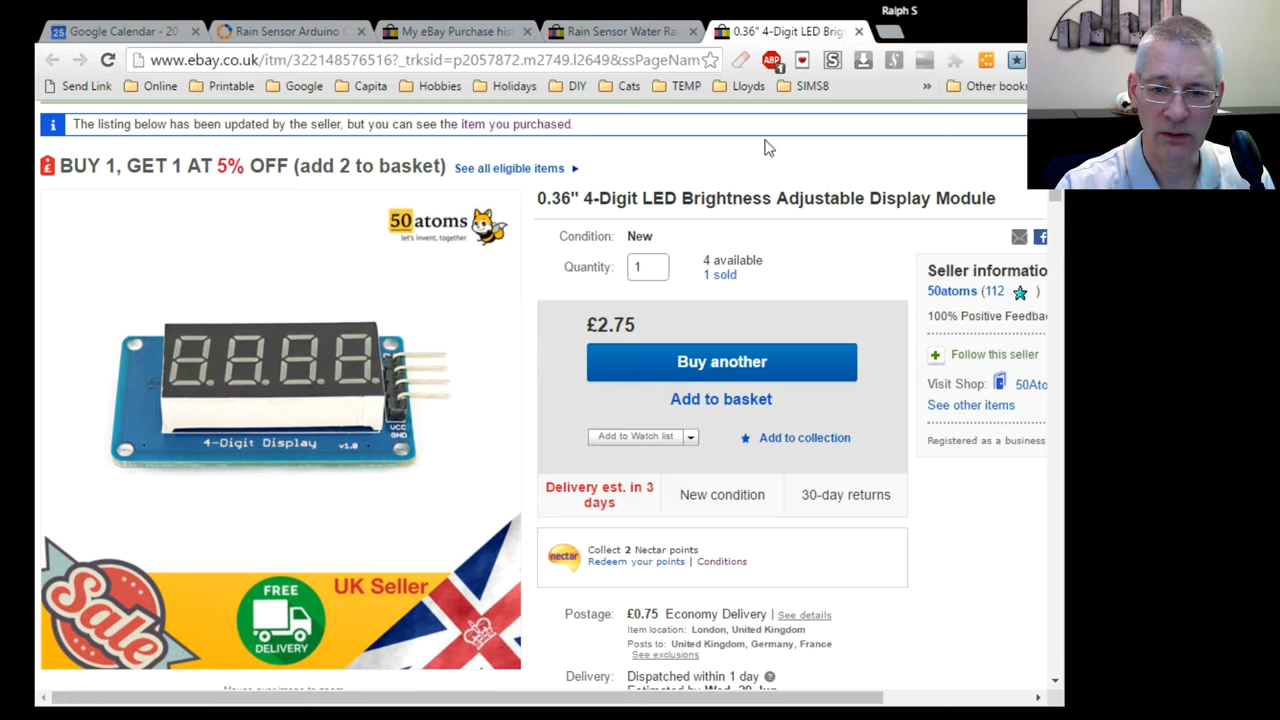 Ralph S
Google Calendar - 20
Rain Sensor Arduino C
My eBay Purchase his
Rain Sensor Water Ra
0.36" 4-Digit LED Brigh
www.ebay.co.uk/itm/322148576516?_trksid=p2057872.m2749.l2649&ssPageNam
ABP
1
Send Link
Online
Printable
Google
Capita
Hobbies
Holidays
DIY
Cats
TEMP
Lloyds
SIMS8
»
Other book
The listing below has been updated by the seller, but you can see the item you purchased.
BUY 1, GET 1 AT 5% OFF (add 2 to basket) See all eligible items
50atoms
let's invent, together
VCC
GND
4-Digit Display v1.0
Sale
FREE
DELIVERY
UK Seller
0.36" 4-Digit LED Brightness Adjustable Display Module
Condition: New
Quantity: 1
4 available
1 sold
£2.75
Buy another
Add to basket
Add to Watch list
Add to collection
Delivery est. in 3
days
New condition
30-day returns
nectar
Collect 2 Nectar points
Redeem your points | Conditions
Postage: £0.75 Economy Delivery | See details
Item location: London, United Kingdom
Posts to: United Kingdom, Germany, France
See exclusions
Delivery: Dispatched within 1 day
Seller informatio
50atoms (112 )
100% Positive Feedba
Follow this seller
Visit Shop: 50Ato
See other items
Registered as a business